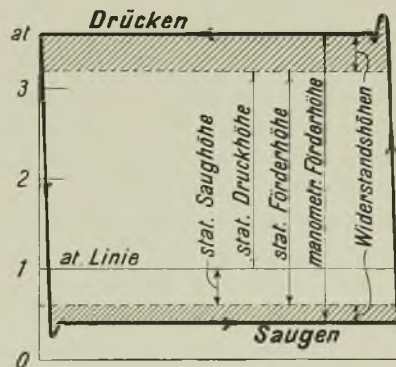 Drücken
at
3
2
1
0
stat. Saughöhe
stat. Druckhöhe
stat. Förderhöhe
manometr. Förderhöhe
Widerstandshöhen
at. Linie
Saugen